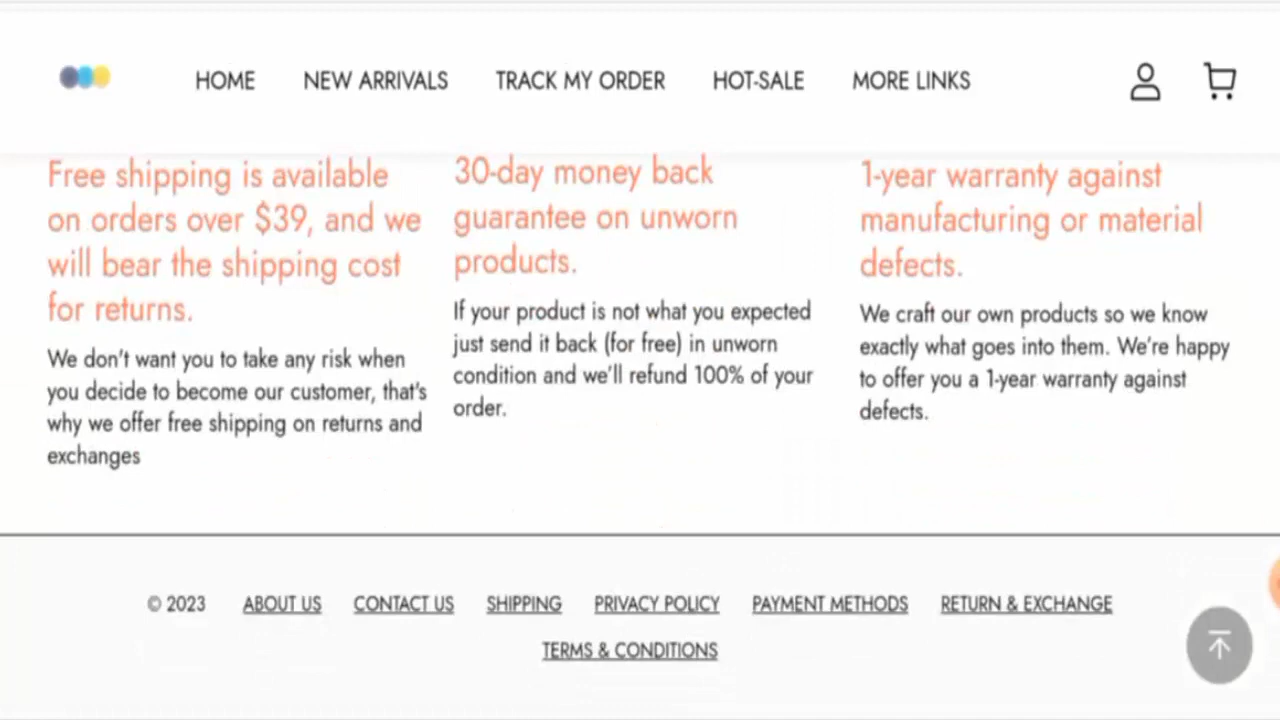 HOME NEW ARRIVALS TRACK MY ORDER HOT-SALE MORE LINKS
Free shipping is available
on orders over $39, and we
will bear the shipping cost
for returns.
We don't want you to take any risk when
you decide to become our customer, that's
why we offer free shipping on returns and
exchanges
30-day money back
guarantee on unworn
products.
If your product is not what you expected
just send it back (for free) in unworn
condition and we'll refund 100% of your
order.
1-year warranty against
manufacturing or material
defects.
We craft our own products so we know
exactly what goes into them. We're happy
to offer you a 1-year warranty against
defects.
© 2023 ABOUT US CONTACT US SHIPPING PRIVACY POLICY PAYMENT METHODS RETURN & EXCHANGE
TERMS & CONDITIONS